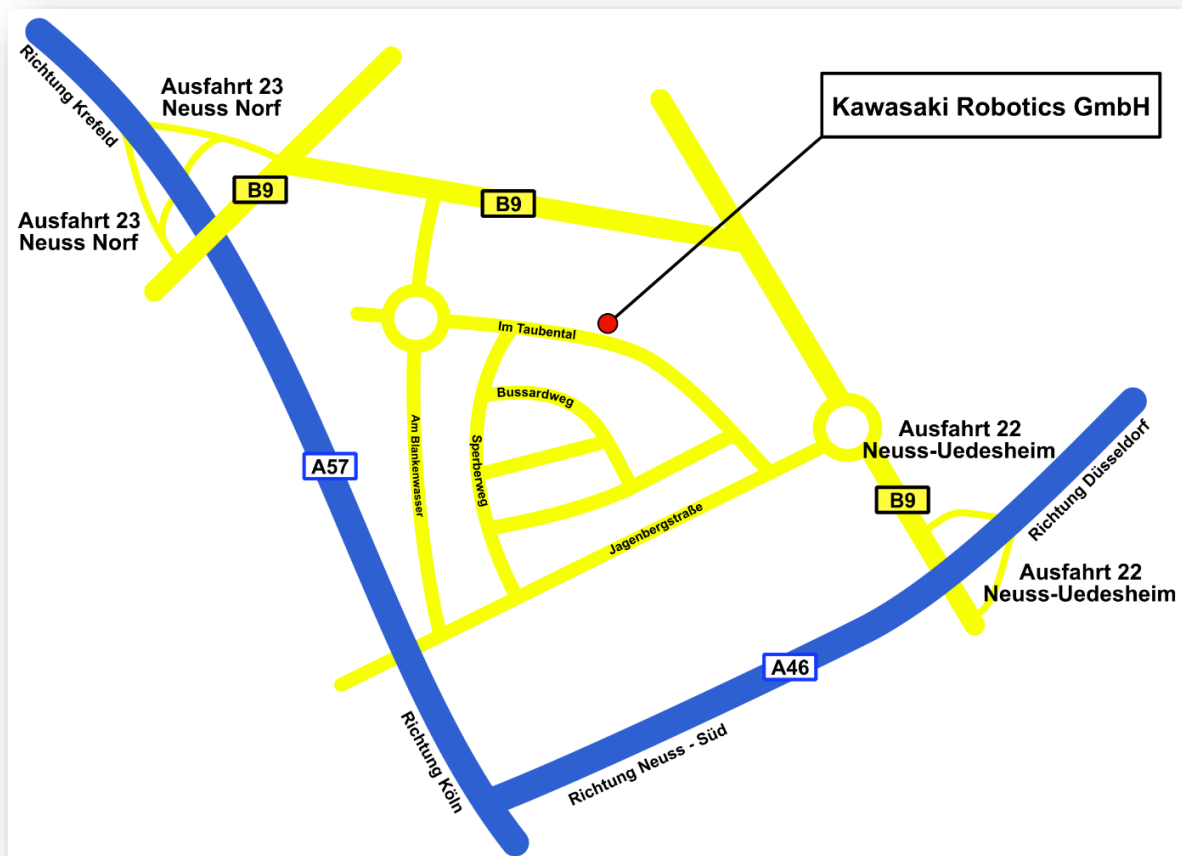 Richtung Krefeld
Ausfahrt 23
Neuss Norf
Kawasaki Robotics GmbH
B9
B9
Ausfahrt 23
Neuss Norf
Im Taubental
Bussardweg
Am Blankenwasser
Sperberweg
Ausfahrt 22
Neuss-Uedesheim
A57
Richtung Düsseldorf
B9
Jagenbergstraße
Ausfahrt 22
Neuss-Uedesheim
A46
Richtung Köln
Richtung Neuss - Süd